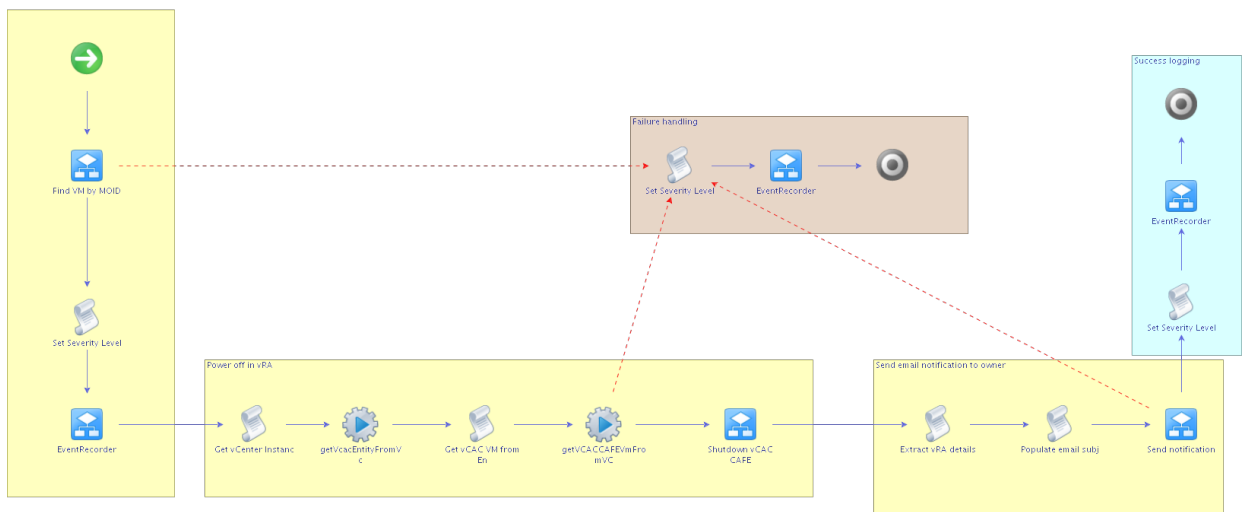 Success logging
Failure handling
Find VM by MOID
Set Severity Level
EventRecorder
EventRecorder
Set Severity Level
Set Severity Level
Power off in vRA
Send email notification to owner
EventRecorder
Get vCenter Instanc
getVcacEntityFromV
c
Get vCAC VM from
En
getVCACCAFEVmFro
mVC
Shutdown vCAC
CAFE
Extract vRA details
Populate email subj
Send notification